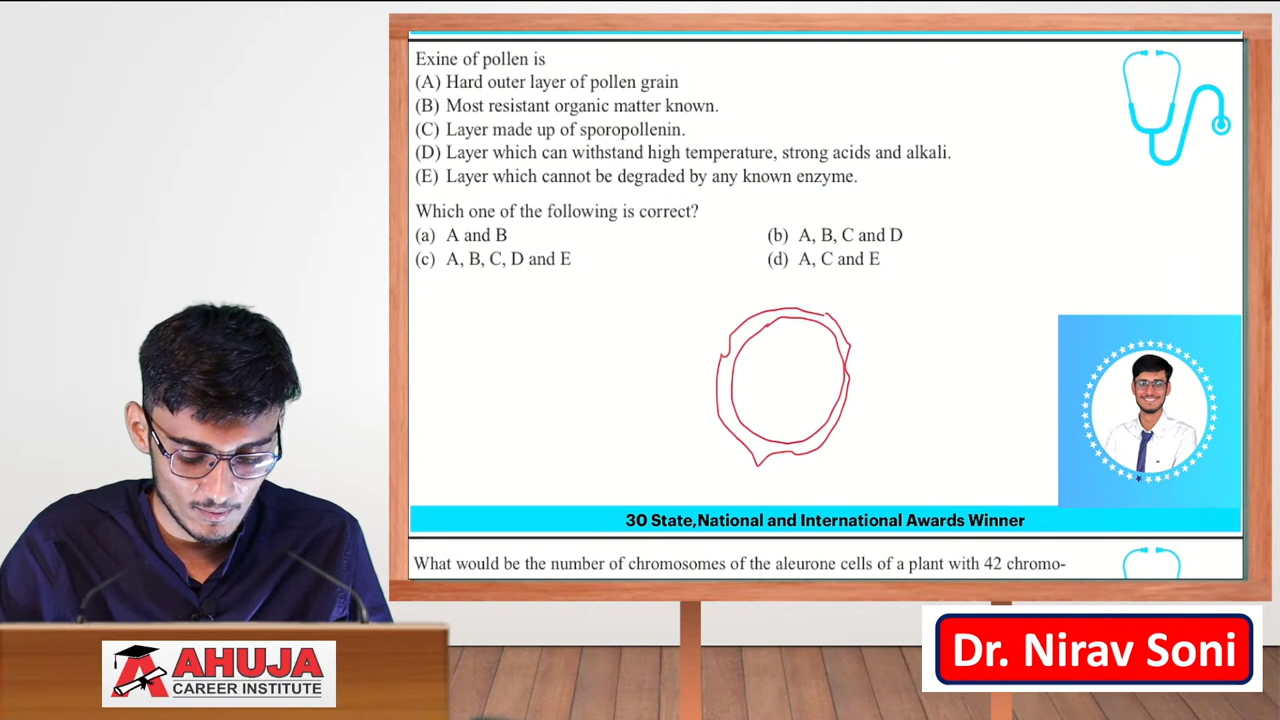 Exine of pollen is
(A) Hard outer layer of pollen grain
(B) Most resistant organic matter known.
(C) Layer made up of sporopollenin.
(D) Layer which can withstand high temperature, strong acids and alkali.
(E) Layer which cannot be degraded by any known enzyme.
Which one of the following is correct?
(a) A and B (b) A, B, C and D
(c) A, B, C, D and E (d) A, C and E
30 State,National and International Awards Winner
What would be the number of chromosomes of the aleurone cells of a plant with 42 chromo-
Dr. Nirav Soni
AHUJA
CAREER INSTITUTE